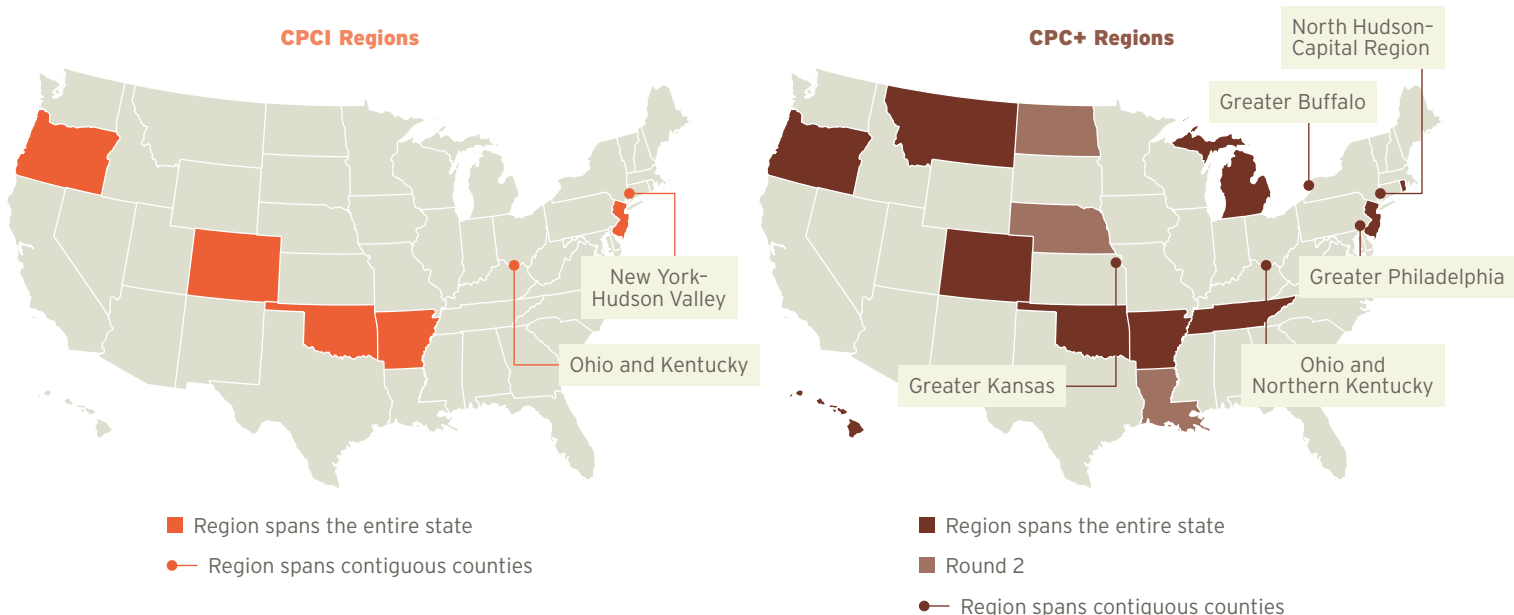 CPCI Regions
New York–
Hudson Valley
Ohio and Kentucky
Region spans the entire state
Region spans contiguous counties
CPC+ Regions
North Hudson–
Capital Region
Greater Buffalo
Greater Philadelphia
Ohio and
Northern Kentucky
Greater Kansas
Region spans the entire state
Round 2
Region spans contiguous counties